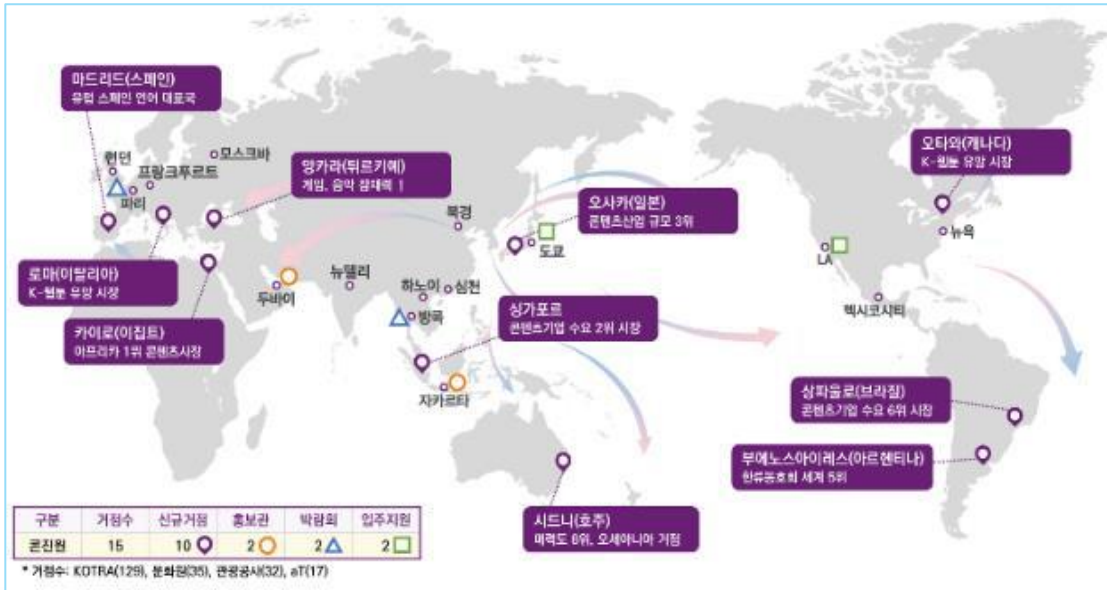 마드리드(스페인)
유럽 스페인 언어 대표국
런던
모스크바
프랑크푸르트
파리
앙카라(튀르키예)
게임, 음악 잠재력 ↑
로마(이탈리아)
K-웹툰 유망 시장
카이로(이집트)
아프리카 1위 콘텐츠시장
두바이
뉴델리
북경
하노이
심천
방콕
오사카(일본)
콘텐츠산업 규모 3위
도쿄
싱가포르
콘텐츠기업 수요 2위 시장
자카르타
시드니(호주)
매력도 8위, 오세아니아 거점
오타와(캐나다)
K-웹툰 유망 시장
뉴욕
LA
멕시코시티
상파울로(브라질)
콘텐츠기업 수요 6위 시장
부에노스아이레스(아르헨티나)
한류동호회 세계 5위
구분 거점수 신규거점 홍보관 박람회 입주지원
콘진원 15 10 2 2 2
* 거점수: KOTRA(129), 문화원(35), 관광공사(32), aT(17)